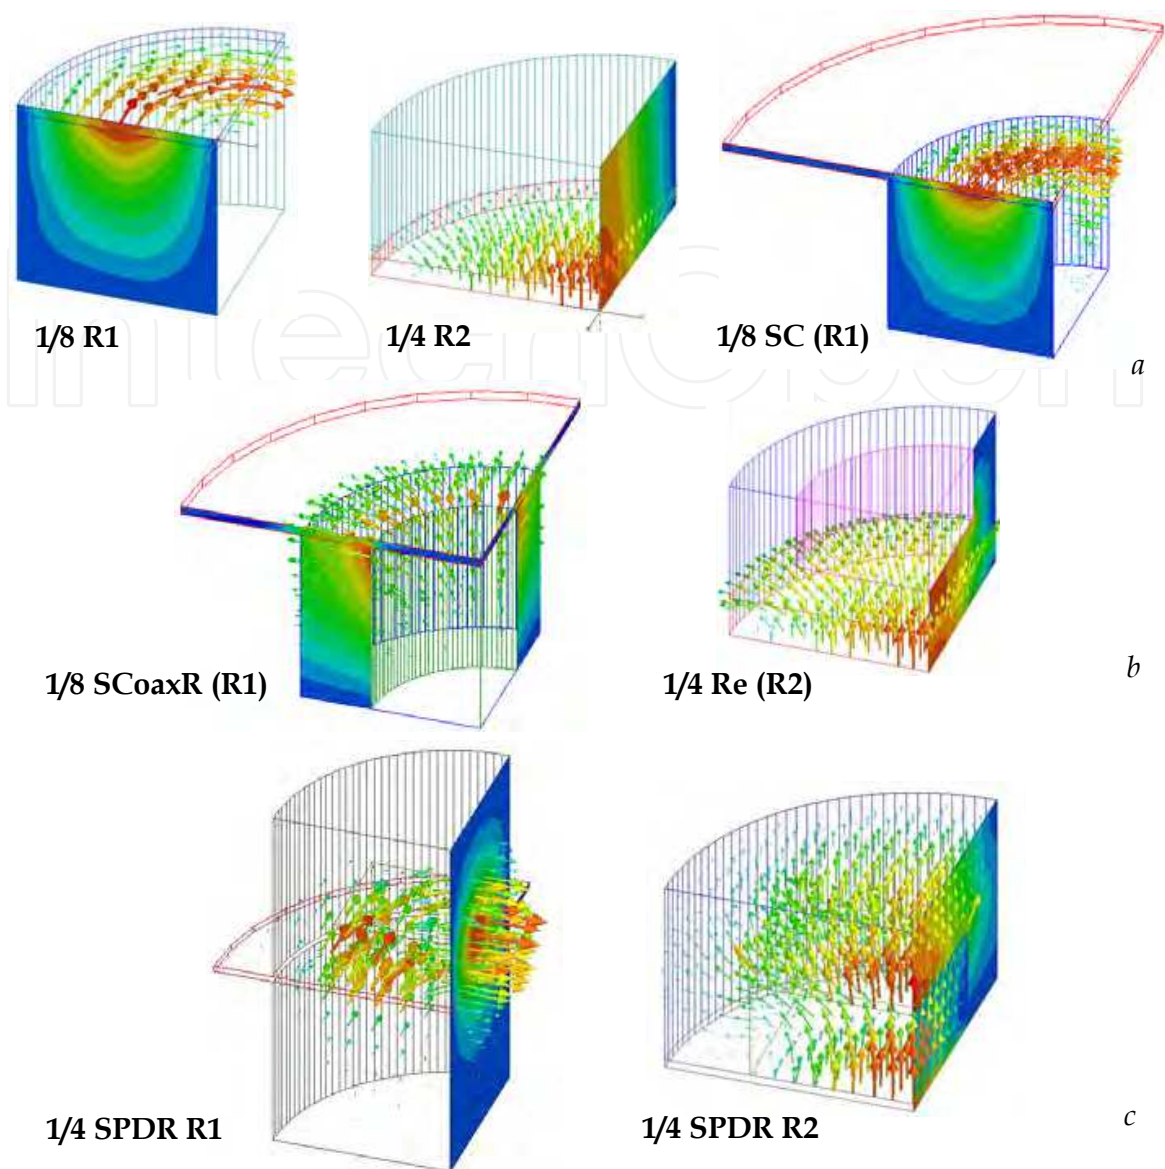 1/8 R1
1/4 R2
1/8 SC (R1)
a
1/8 SCoaxR (R1)
1/4 Re (R2)
b
1/4 SPDR R1
1/4 SPDR R2
c
IntechOpen